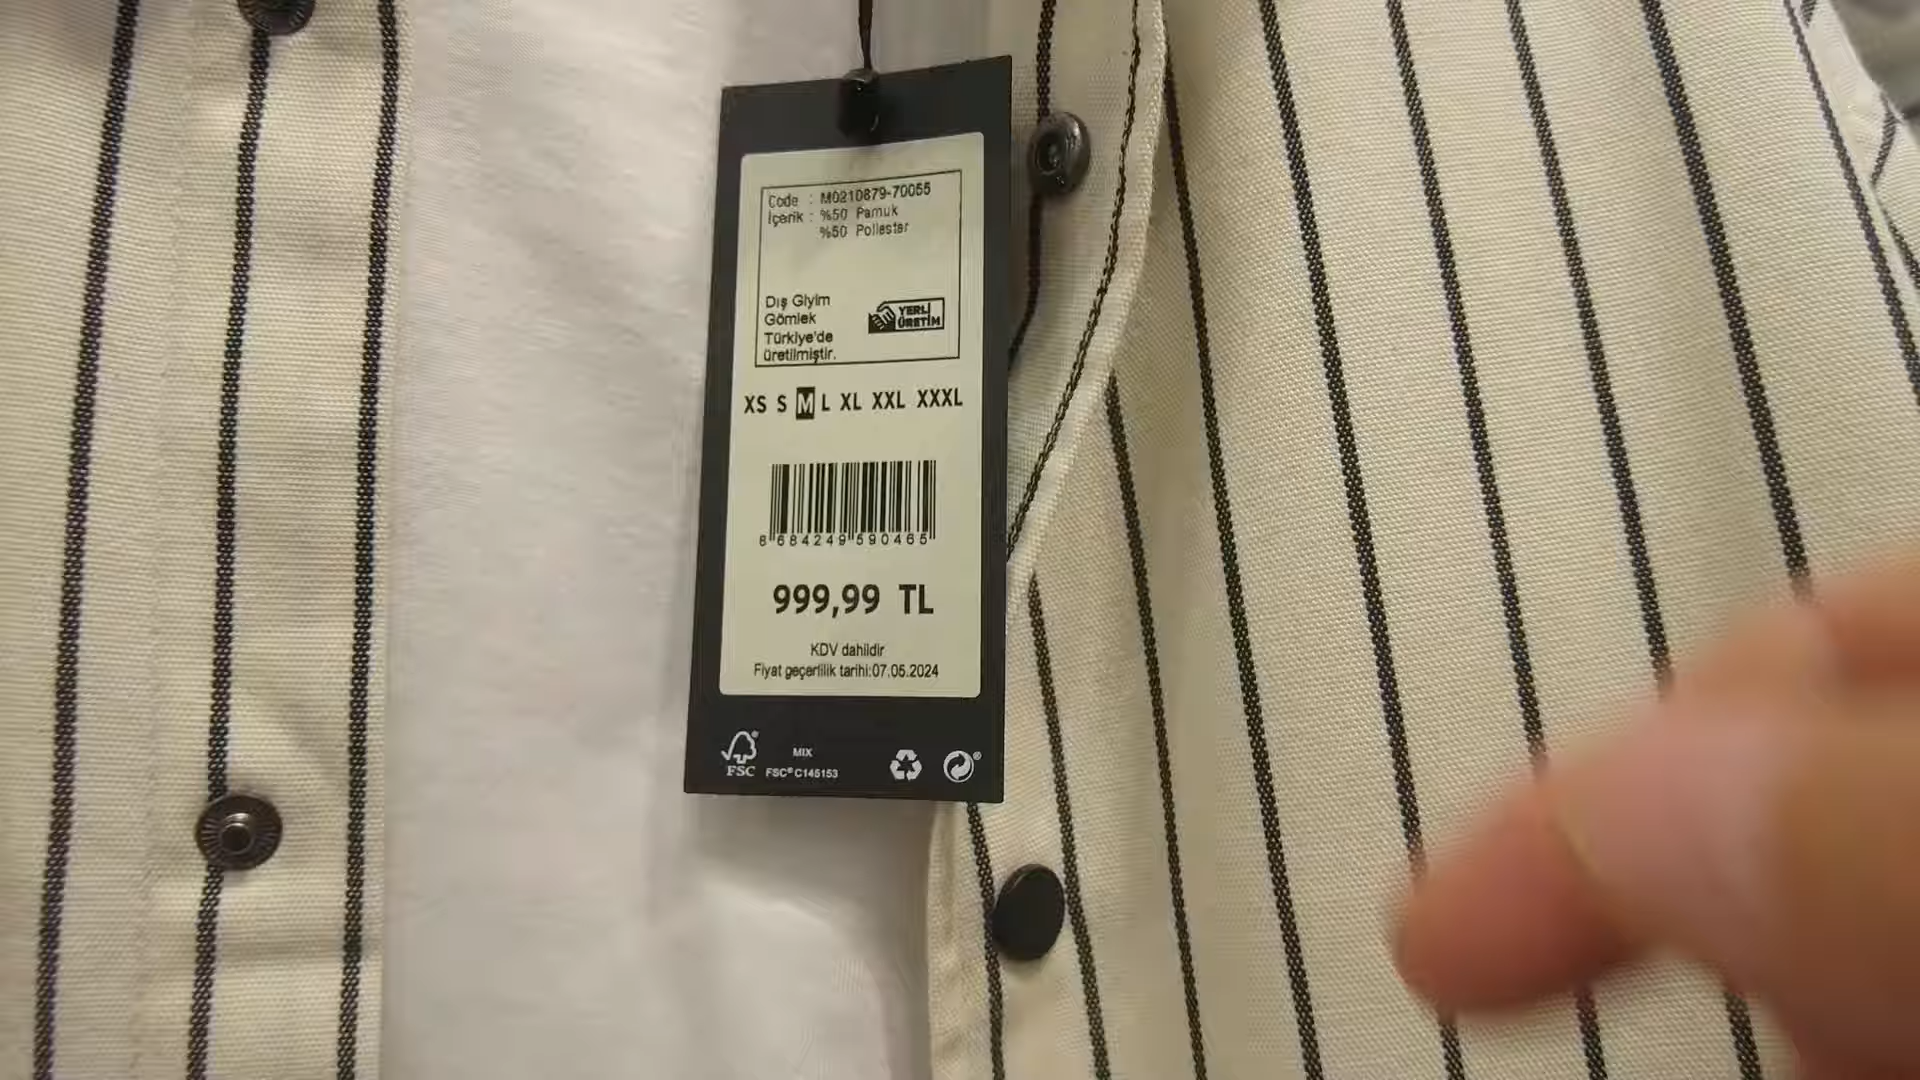 Code : M0210879-70055
İçerik : %50 Pamuk
%50 Poliester
Dış Giyim
Gömlek
Türkiye'de
üretilmiştir.
YERLİ
ÜRETİM
XS S M L XL XXL XXXL
8 684249 590465
999,99 TL
KDV dahildir
Fiyat geçerlilik tarihi:07.05.2024
FSC
MIX
FSC® C145153